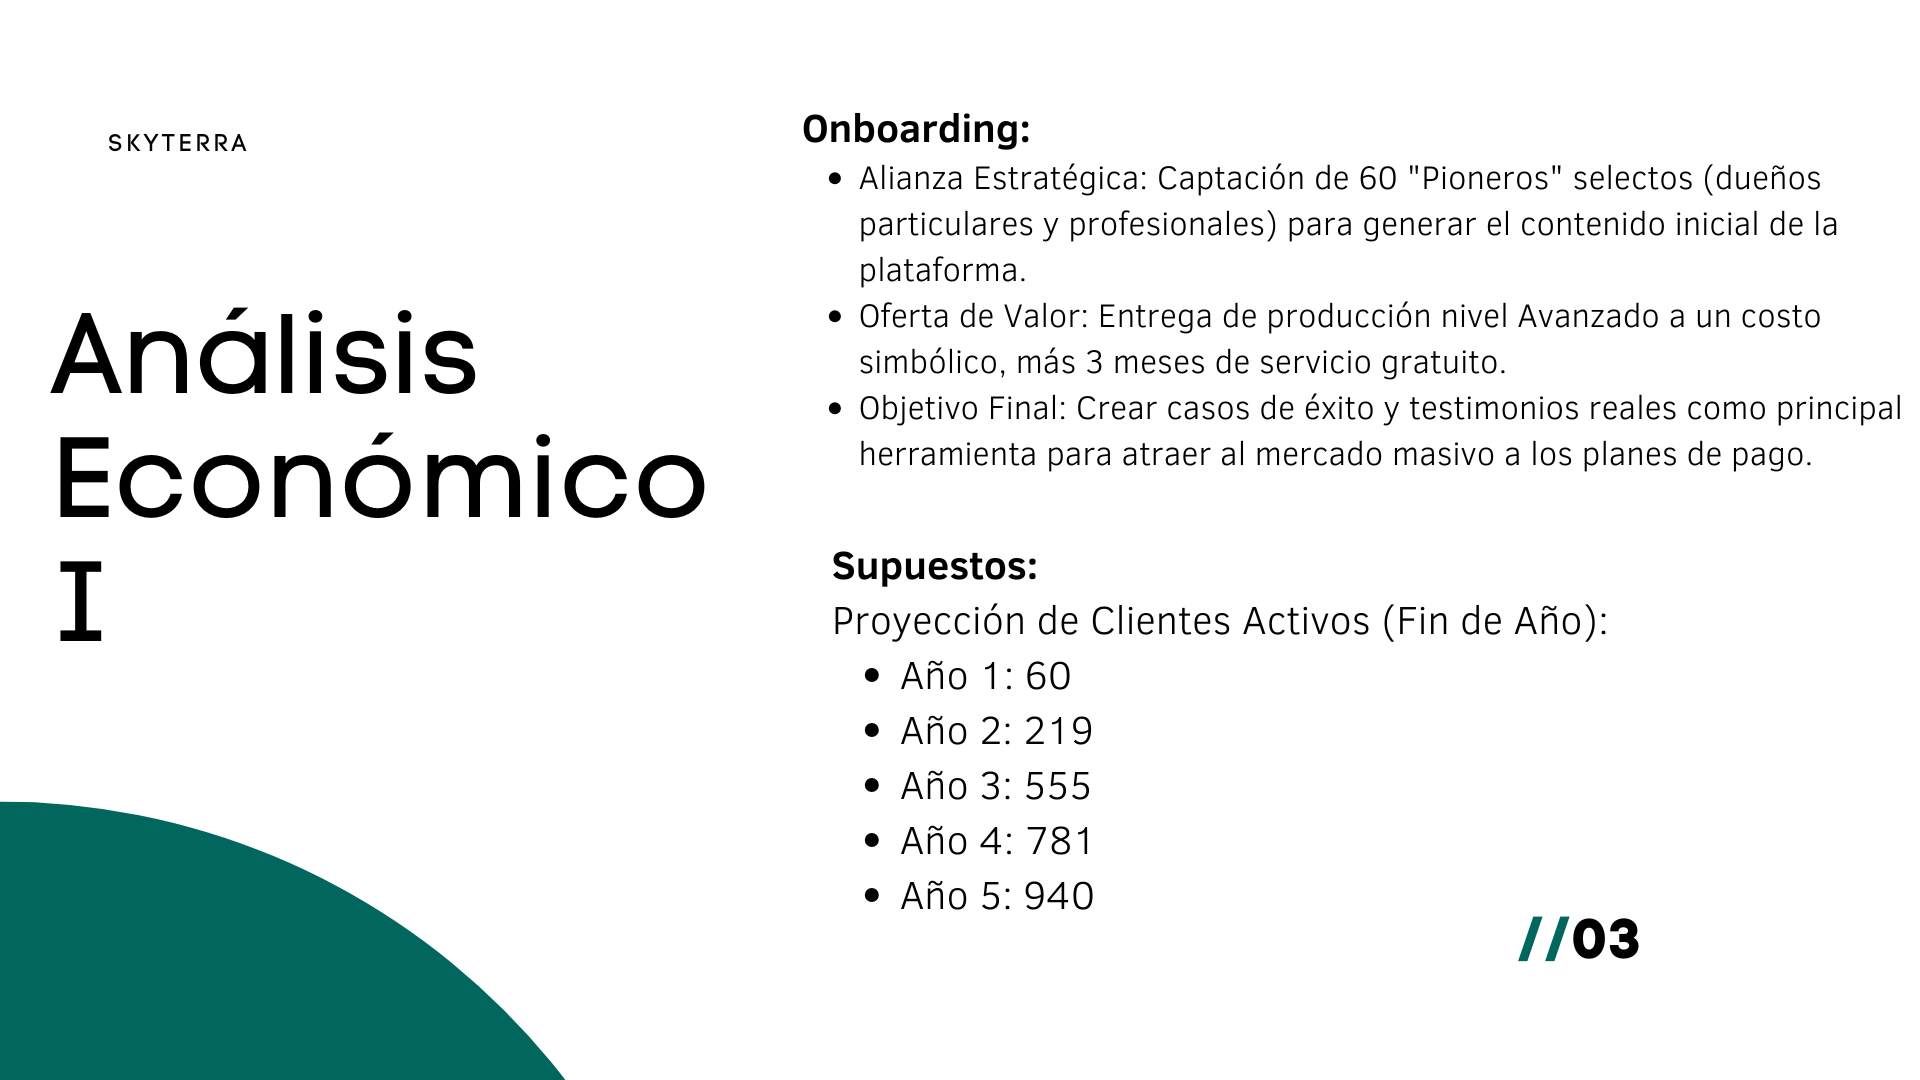 SKYTERRA
Análisis
Económico
I
Onboarding:
• Alianza Estratégica: Captación de 60 "Pioneros" selectos (dueños
particulares y profesionales) para generar el contenido inicial de la
plataforma.
• Oferta de Valor: Entrega de producción nivel Avanzado a un costo
simbólico, más 3 meses de servicio gratuito.
• Objetivo Final: Crear casos de éxito y testimonios reales como principal
herramienta para atraer al mercado masivo a los planes de pago.
Supuestos:
Proyección de Clientes Activos (Fin de Año):
• Año 1: 60
• Año 2: 219
• Año 3: 555
• Año 4: 781
• Año 5: 940
//03